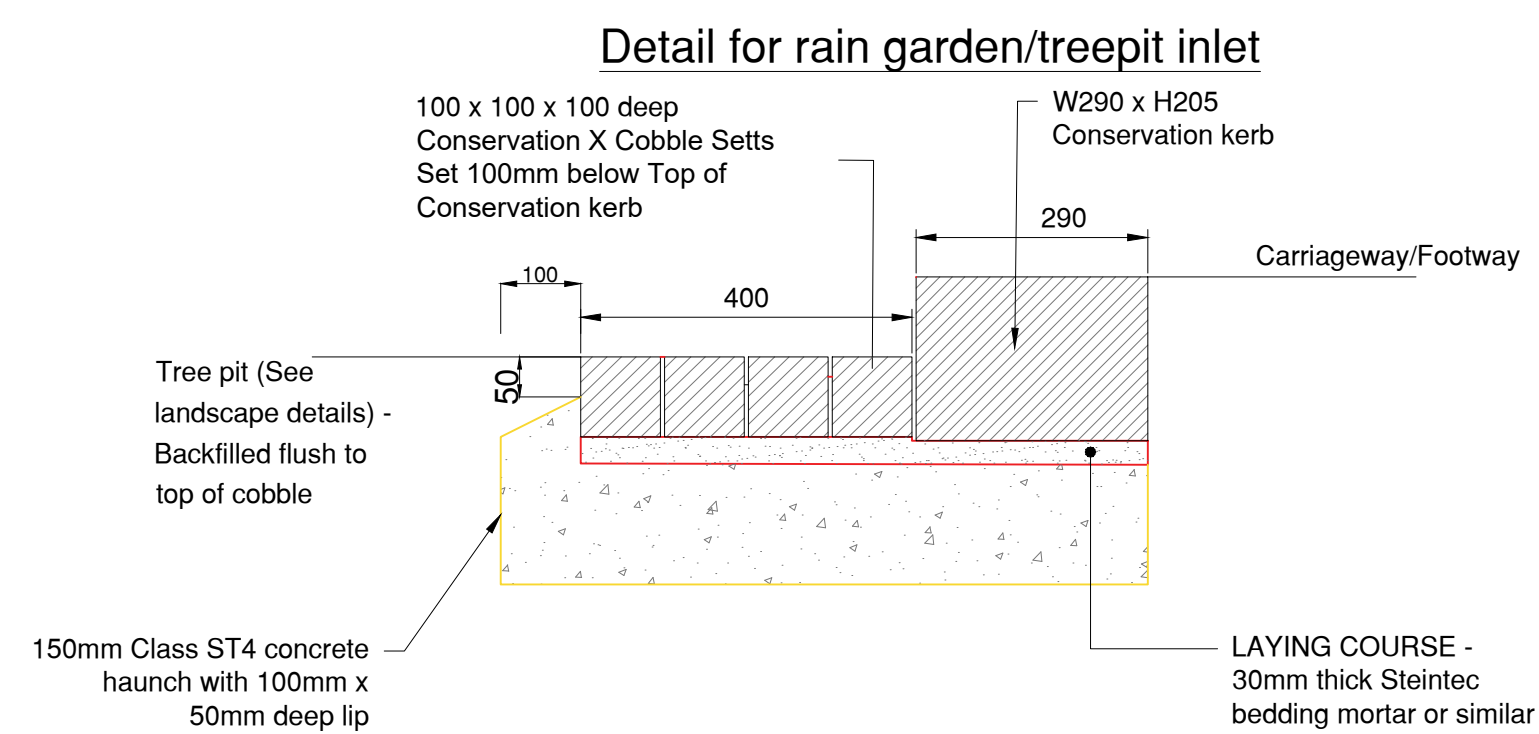 Detail for rain garden/treepit inlet
100 x 100 x 100 deep
Conservation X Cobble Setts
Set 100mm below Top of
Conservation kerb
W290 x H205
Conservation kerb
290
Carriageway/Footway
100
400
50
Tree pit (See
landscape details) -
Backfilled flush to
top of cobble
150mm Class ST4 concrete
haunch with 100mm x
50mm deep lip
LAYING COURSE -
30mm thick Steintec
bedding mortar or similar